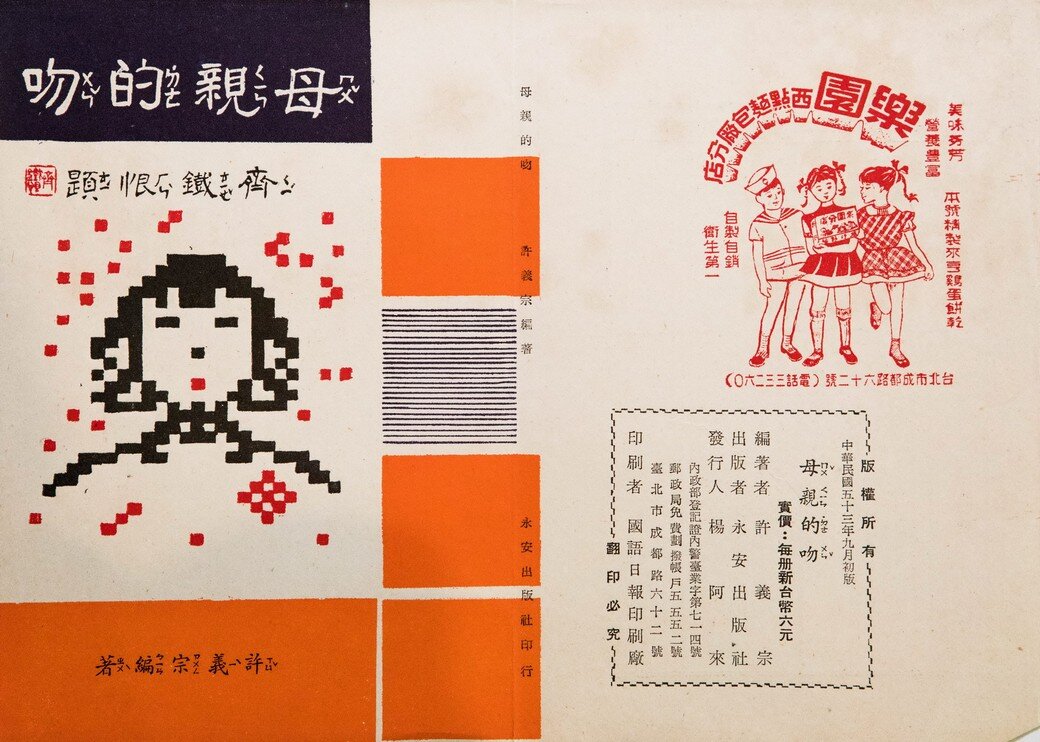 母親的吻
齊鐵恨題
許義宗編著
母親的吻 許義宗編著 永安出版社印行
樂園西點麵包廠分店
美味芬芳
營養豐富
本號精製來亨雞蛋餅乾
自製自銷
衛生第一
台北市成都路六十二號（電話三三二六〇）
版權所有
中華民國五十三年九月初版
母親的吻
實價：每册新台幣六元
編著者 許義宗
出版者 永安出版社
發行人 楊阿來
內政部登記證內警臺業字第七一四號
郵政局免費劃撥帳戶五五五二號
臺北市成都路六十二號
印刷者 國語日報印刷廠
翻印必究